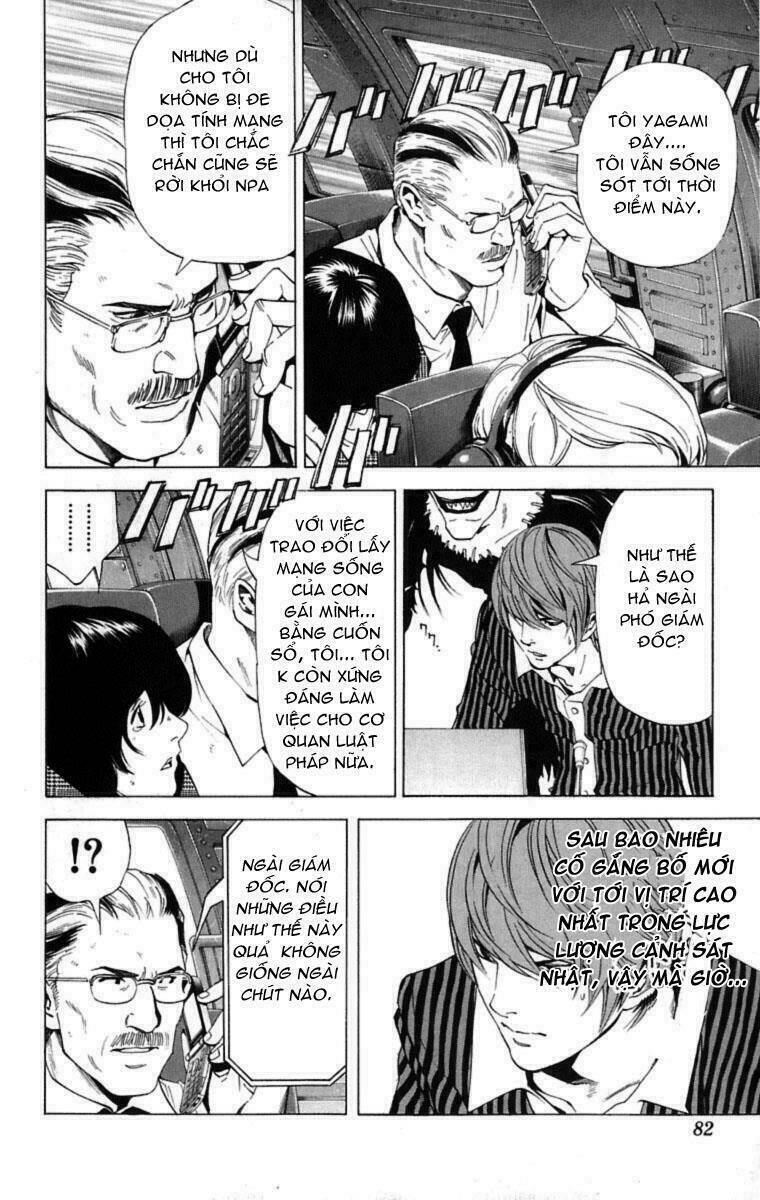 TÔI YAGAMI
ĐÂY....
TÔI VẪN SỐNG
SÓT TỚI THỜI
ĐIỂM NÀY.
NHƯNG DÙ
CHO TÔI
KHÔNG BỊ ĐE
DỌA TÍNH MẠNG
THÌ TÔI CHẮC
CHẮN CŨNG SẼ
RỜI KHỎI NPA
NHƯ THẾ
LÀ SAO
HẢ NGÀI
PHÓ GIÁM
ĐỐC?
VỚI VIỆC
TRAO ĐỔI LẤY
MẠNG SỐNG
CỦA CON
GÁI MÌNH...
BẰNG CUỐN
SỔ, TÔI... TÔI
K CÒN XỨNG
ĐÁNG LÀM
VIỆC CHO CƠ
QUAN LUẬT
PHÁP NỮA.
......
SAU BAO NHIÊU
CỐ GẮNG BỐ MỚI
VỚI TỚI VỊ TRÍ CAO
NHẤT TRONG LỰC
LƯỢNG CẢNH SÁT
NHẬT, VẬY MÀ GIỜ...
NGÀI GIÁM
ĐỐC. NÓI
NHỮNG ĐIỀU
NHƯ THẾ NÀY
QUẢ KHÔNG
GIỐNG NGÀI
CHÚT NÀO.
!?
82